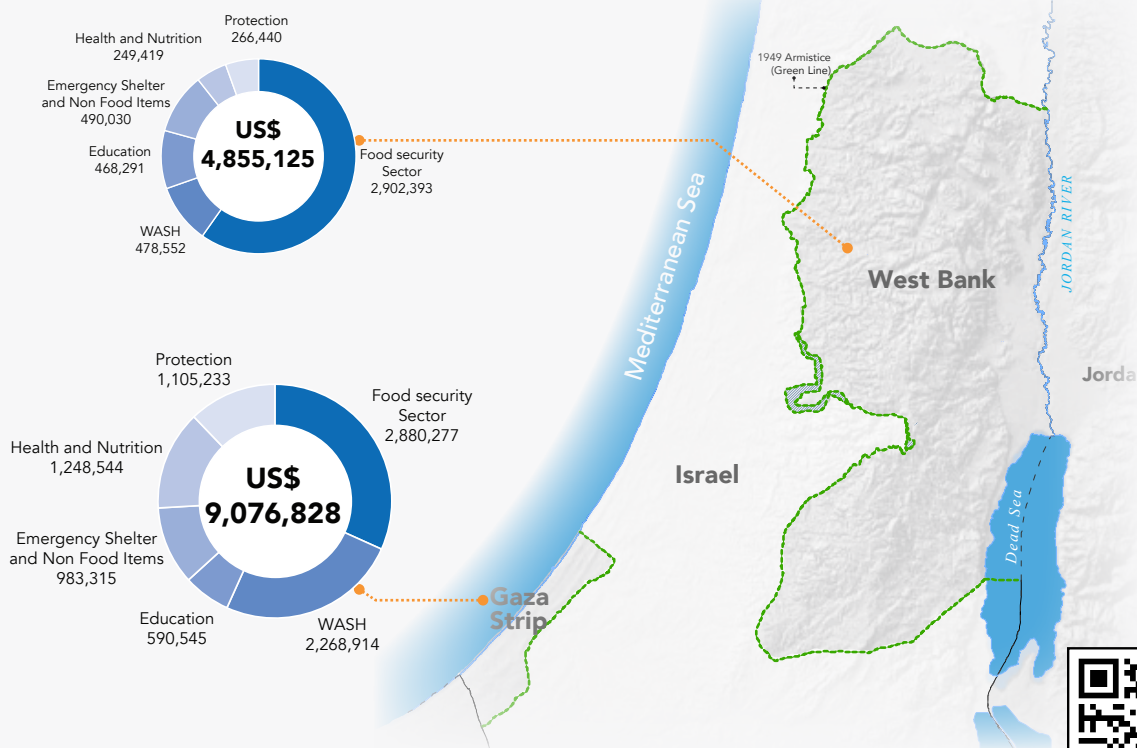 Protection
266,440
Health and Nutrition
249,419
Emergency Shelter
and Non Food Items
490,030
Education
468,291
WASH
478,552
US$
4,855,125
Food security
Sector
2,902,393
Protection
1,105,233
Food security
Sector
2,880,277
Health and Nutrition
1,248,544
US$
9,076,828
Emergency Shelter
and Non Food Items
983,315
Education
590,545
WASH
2,268,914
1949 Armistice
(Green Line)
Mediterranean Sea
JORDAN RIVER
West Bank
Jorda
Israel
Dead Sea
Gaza
Strip